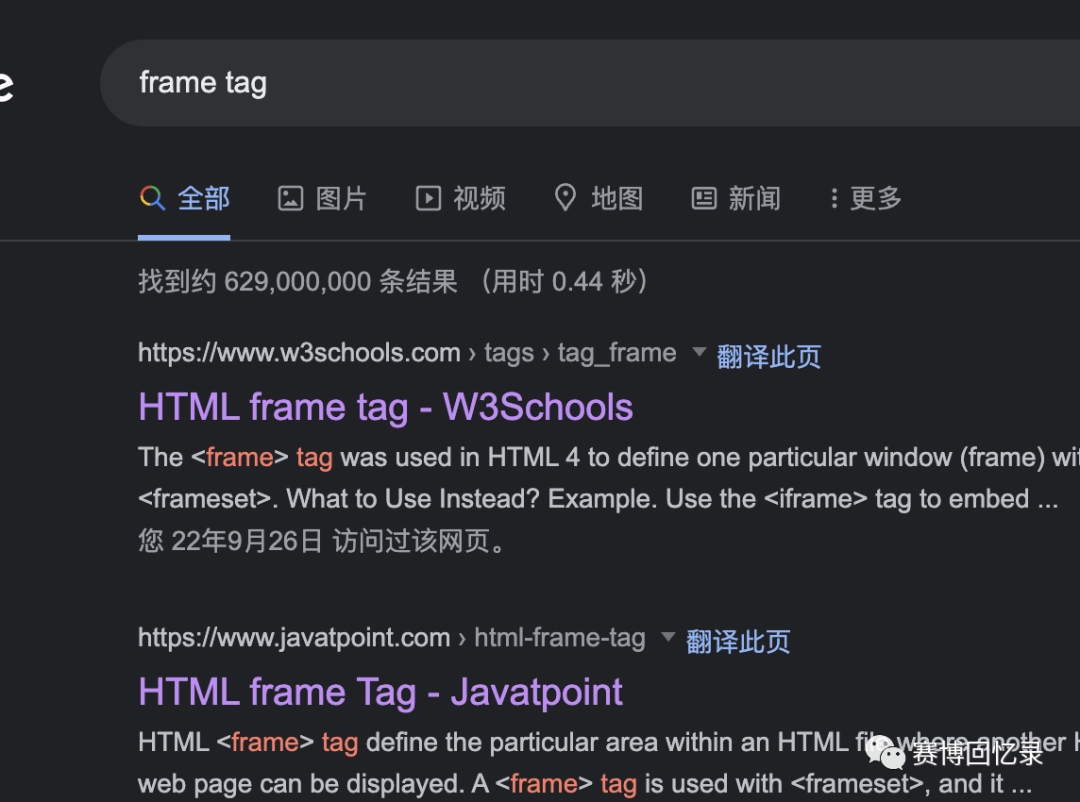 e
frame tag
全部 图片 视频 地图 新闻 更多
找到约 629,000,000 条结果 （用时 0.44 秒）
https://www.w3schools.com › tags › tag_frame 翻译此页
HTML frame tag - W3Schools
The <frame> tag was used in HTML 4 to define one particular window (frame) wit
<frameset>. What to Use Instead? Example. Use the <iframe> tag to embed ...
您 22年9月26日 访问过该网页。
https://www.javatpoint.com › html-frame-tag 翻译此页
HTML frame Tag - Javatpoint
HTML <frame> tag define the particular area within an HTML file where another H
web page can be displayed. A <frame> tag is used with <frameset>, and it ...
赛博回忆录